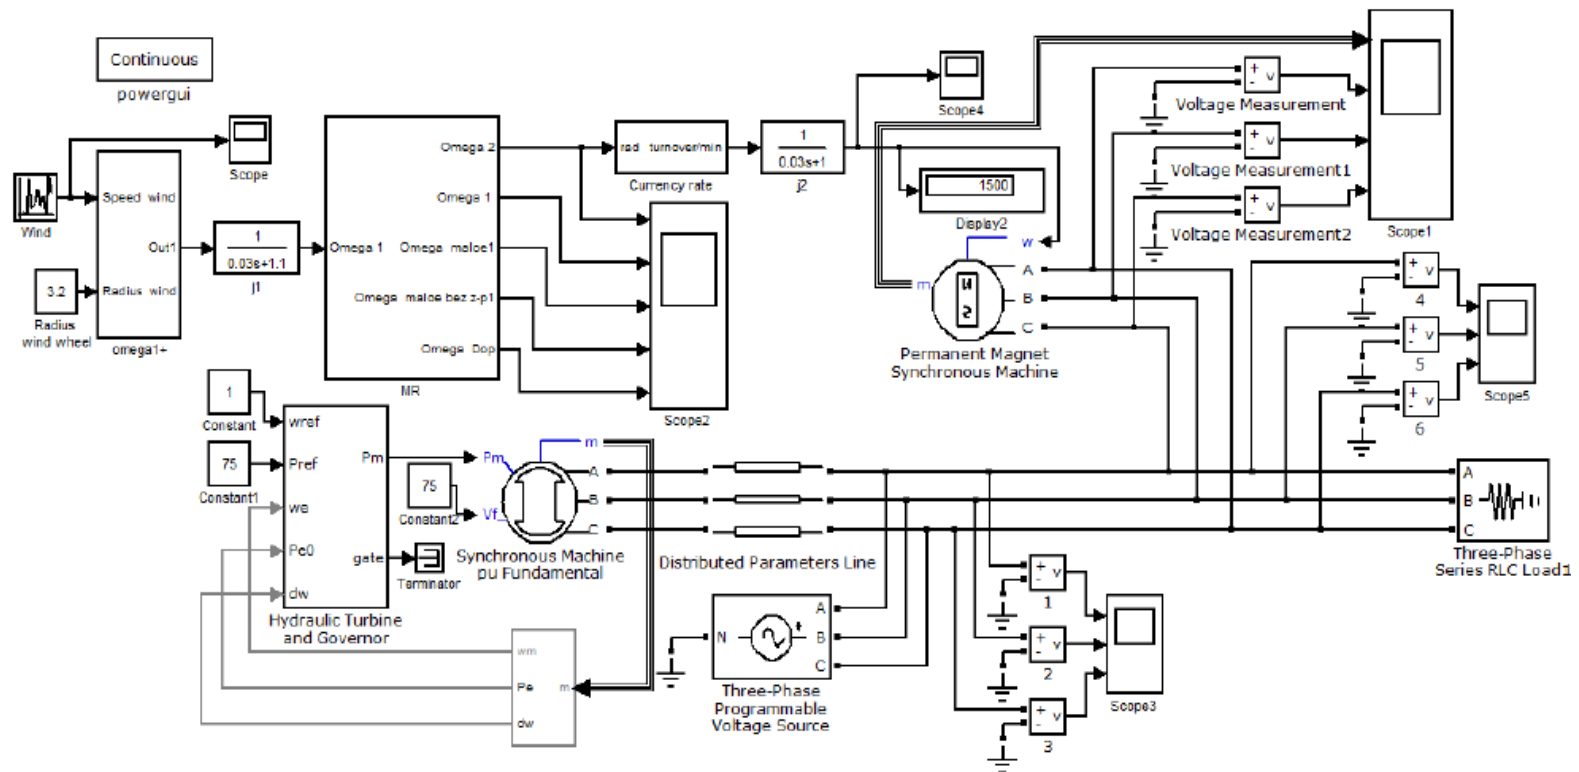 Continuous
powergui
Scope
Wind
Speed wind
Out1
Radius wind
omega1+
3.2
Radius
wind wheel
1
0.03s+1.1
j1
Omega 1
Omega 2
Omega 1
Omega maloe1
Omega maloe bez z-p1
Omega Dop
MR
rad turnover/min
Currency rate
1
0.03s+1
j2
Scope4
1500
Display2
Scope2
w
m
A
B
C
Permanent Magnet
Synchronous Machine
+
-
v
Voltage Measurement
+
-
v
Voltage Measurement1
+
-
v
Voltage Measurement2
Scope1
+
-
v
4
+
-
v
5
+
-
v
6
Scope5
1
Constant
75
Constant1
wref
Pref
we
Pe0
dw
Pm
gate
Hydraulic Turbine
and Governor
Terminator
75
Constant2
Pm
Vf_
m
A
B
C
Synchronous Machine
pu Fundamental
Distributed Parameters Line
A
B
C
Three-Phase
Series RLC Load1
wm
Pe
dw
m
N
+
A
B
C
Three-Phase
Programmable
Voltage Source
+
-
v
1
+
-
v
2
+
-
v
3
Scope3